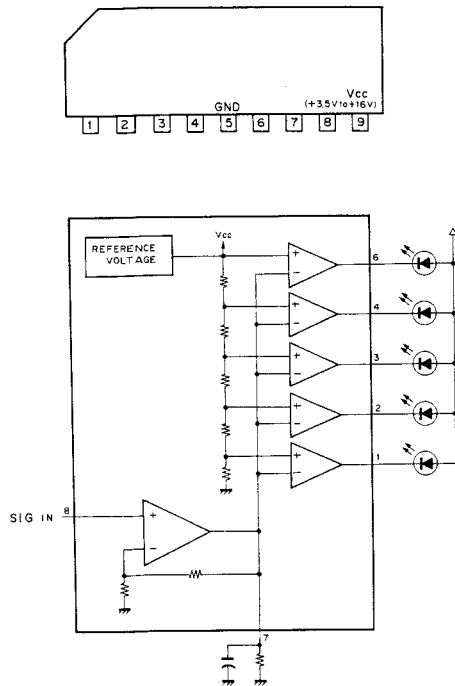 Vcc
GND (+3.5V to +16V)
1 2 3 4 5 6 7 8 9
Vcc
REFERENCE
VOLTAGE
+
-
6
+
-
4
+
-
3
+
-
2
+
-
1
SIG IN 8
+
-
7